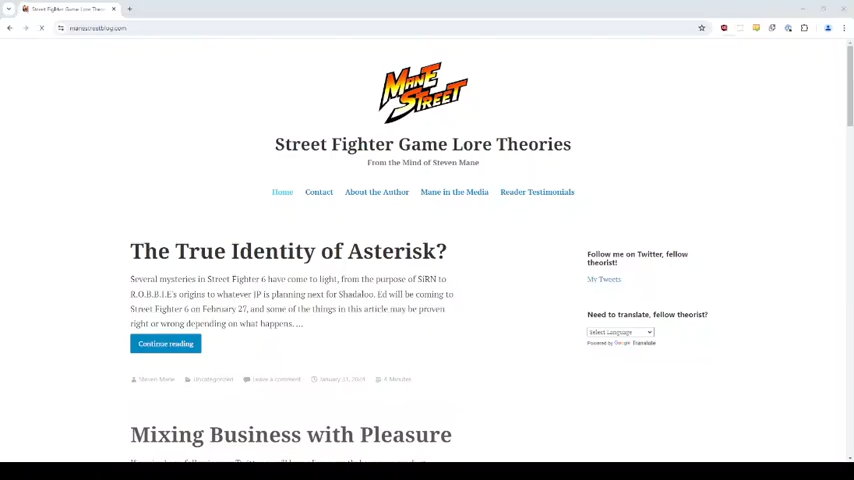 Street Fighter Game Lore Theo
manestreetblog.com
MANE
STREET
Street Fighter Game Lore Theories
From the Mind of Steven Mane
Home Contact About the Author Mane in the Media Reader Testimonials
The True Identity of Asterisk?
Several mysteries in Street Fighter 6 have come to light, from the purpose of SiRN to
R.O.B.B.I.E's origins to whatever JP is planning next for Shadaloo. Ed will be coming to
Street Fighter 6 on February 27, and some of the things in this article may be proven
right or wrong depending on what happens. ...
Continue reading
Steven Mane Uncategorized Leave a comment January 21, 2024 4 Minutes
Mixing Business with Pleasure
Follow me on Twitter, fellow
theorist!
My Tweets
Need to translate, fellow theorist?
Select Language
Powered by Google Translate